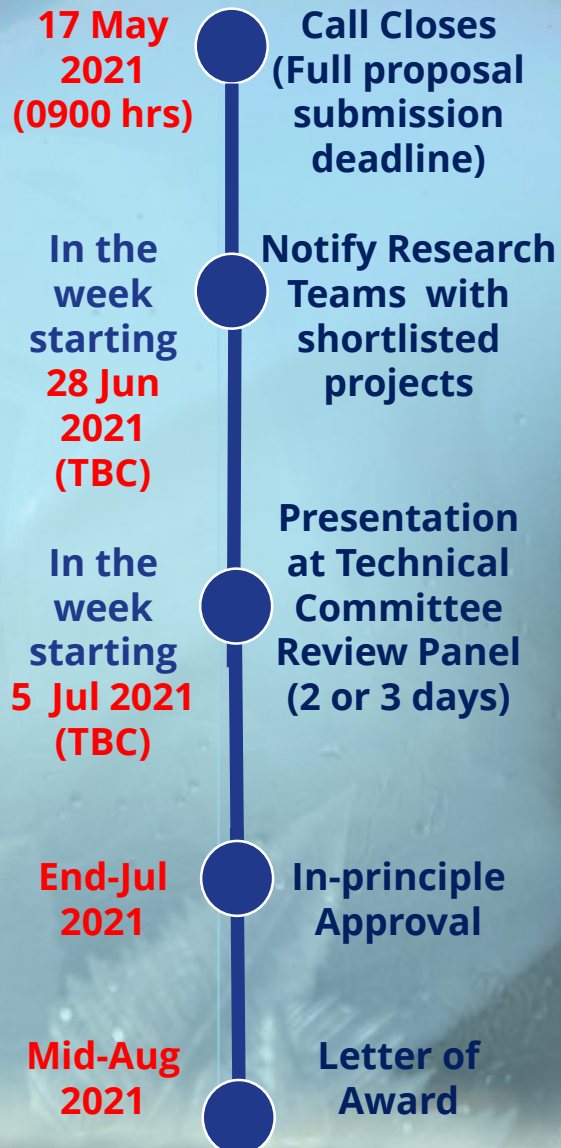 17 May
2021
(0900 hrs)
Call Closes
(Full proposal
submission
deadline)
In the
week
starting
28 Jun
2021
(TBC)
Notify Research
Teams with
shortlisted
projects
In the
week
starting
5 Jul 2021
(TBC)
Presentation
at Technical
Committee
Review Panel
(2 or 3 days)
End-Jul
2021
In-principle
Approval
Mid-Aug
2021
Letter of
Award